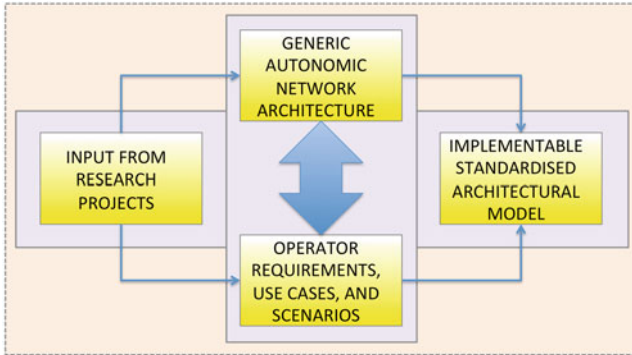 GENERIC
AUTONOMIC
NETWORK
ARCHITECTURE
INPUT FROM
RESEARCH
PROJECTS
IMPLEMENTABLE
STANDARDISED
ARCHITECTURAL
MODEL
OPERATOR
REQUIREMENTS,
USE CASES, AND
SCENARIOS